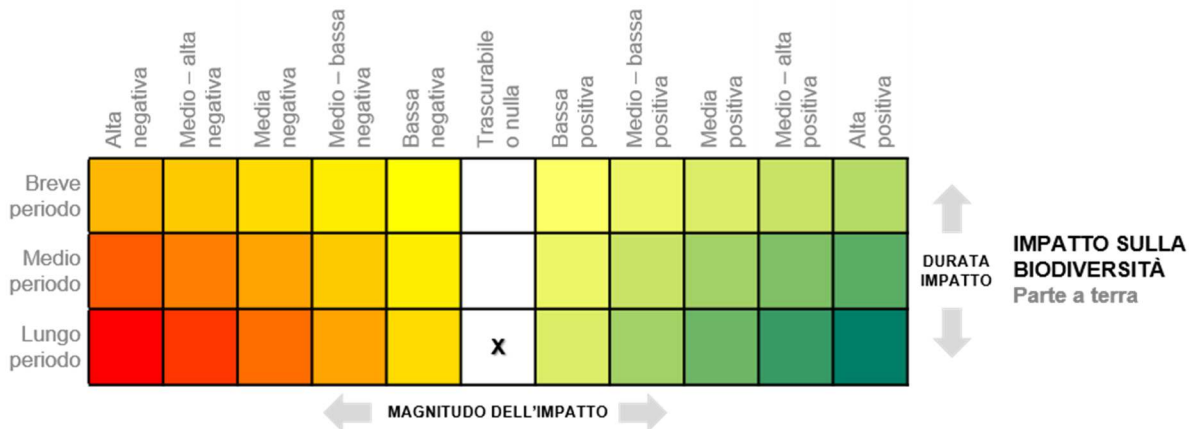 Alta
negativa
Medio – alta
negativa
Media
negativa
Medio – bassa
negativa
Bassa
negativa
Trascurabile
o nulla
Bassa
positiva
Medio – bassa
positiva
Media
positiva
Medio – alta
positiva
Alta
positiva
Breve
periodo
Medio
periodo
Lungo
periodo
X
DURATA
IMPATTO
IMPATTO SULLA
BIODIVERSITÀ
Parte a terra
MAGNITUDO DELL'IMPATTO